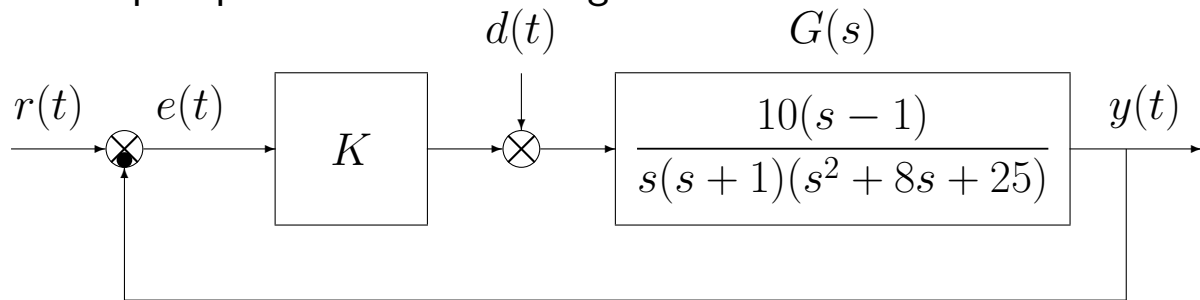 d(t) G(s)
r(t) e(t) y(t)
K
10(s − 1)
s(s + 1)(s² + 8s + 25)